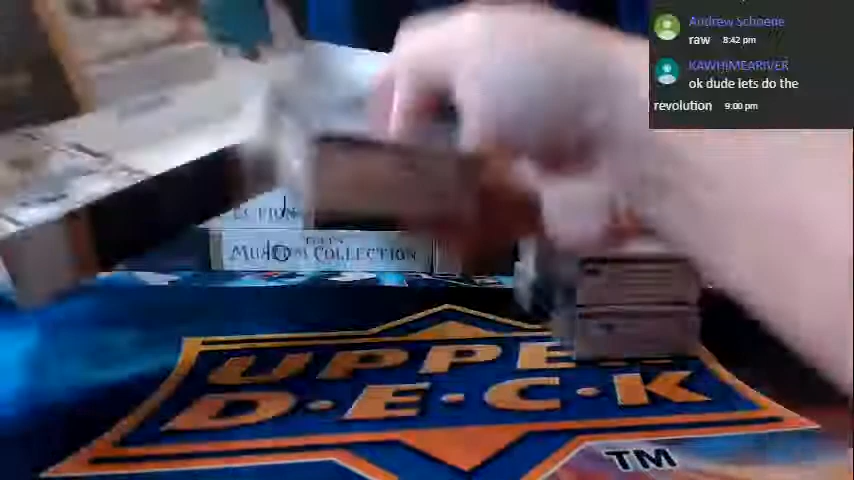 Andrew Schoene
raw 8:42 pm
KAWHIMEARIVER
ok dude lets do the
revolution 9:00 pm
MUSEUM COLLECTION
UPPE
D·E·C·K
TM